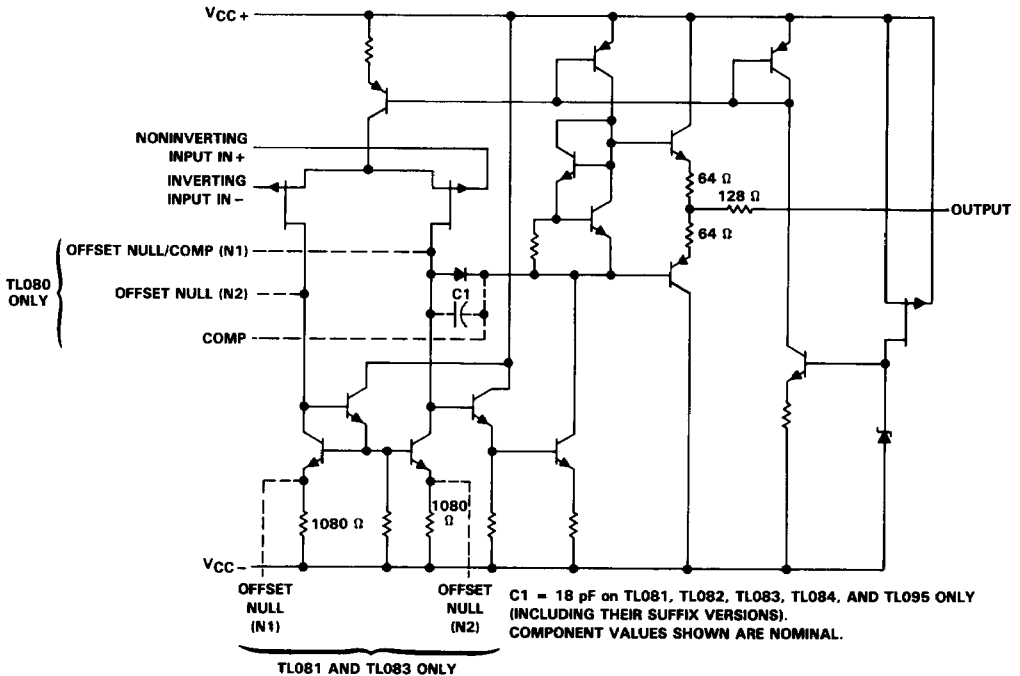 VCC+
NONINVERTING
INPUT IN+
INVERTING
INPUT IN−
64 Ω
128 Ω
OUTPUT
64 Ω
TL080
ONLY
OFFSET NULL/COMP (N1)
OFFSET NULL (N2)
C1
COMP
1080 Ω
1080
Ω
VCC−
OFFSET
NULL
(N1)
OFFSET
NULL
(N2)
C1 = 18 pF on TL081, TL082, TL083, TL084, AND TL095 ONLY
(INCLUDING THEIR SUFFIX VERSIONS).
COMPONENT VALUES SHOWN ARE NOMINAL.
TL081 AND TL083 ONLY